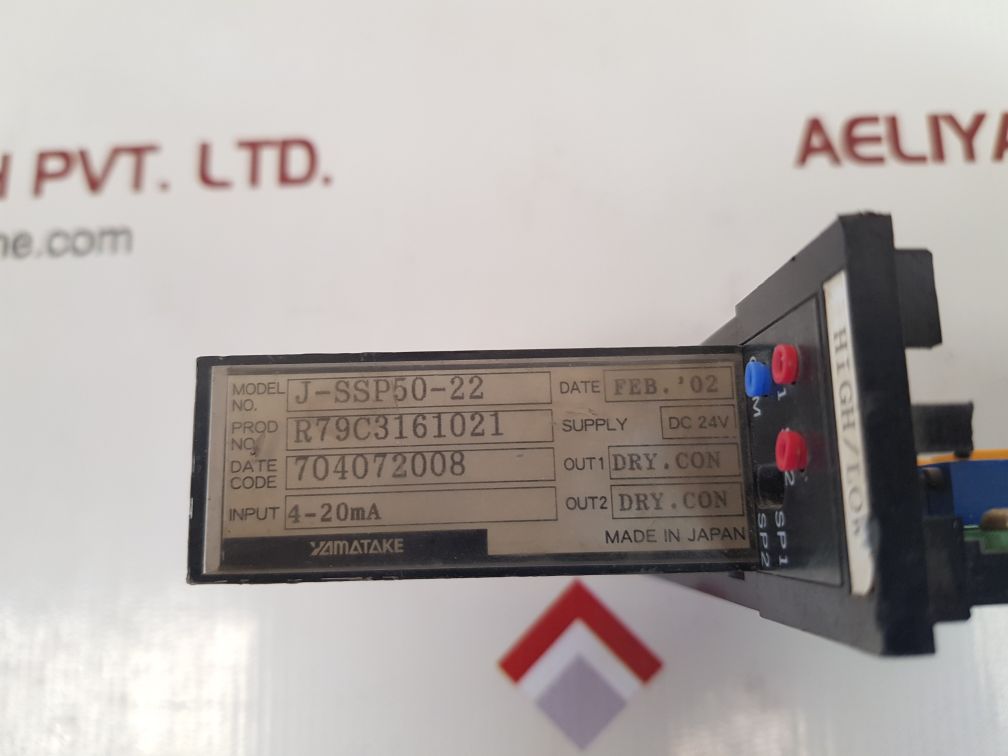 H PVT. LTD.
ne.com
AELIYA
MODEL NO. J-SSP50-22
DATE FEB. '02
PROD NO. R79C3161021
SUPPLY DC 24V
DATE CODE 704072008
OUT1 DRY.CON
INPUT 4-20mA
OUT2 DRY.CON
YAMATAKE
MADE IN JAPAN
M
1
2
SP1
SP2
HIGH/LOW